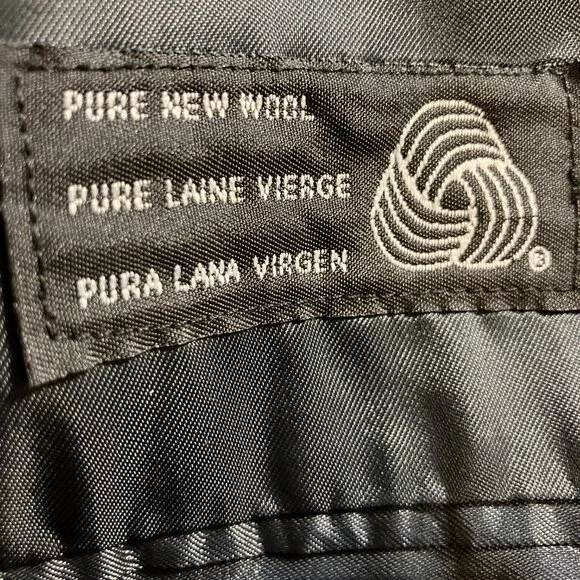 PURE NEW WOOL
PURE LAINE VIERGE
PURA LANA VIRGEN
®